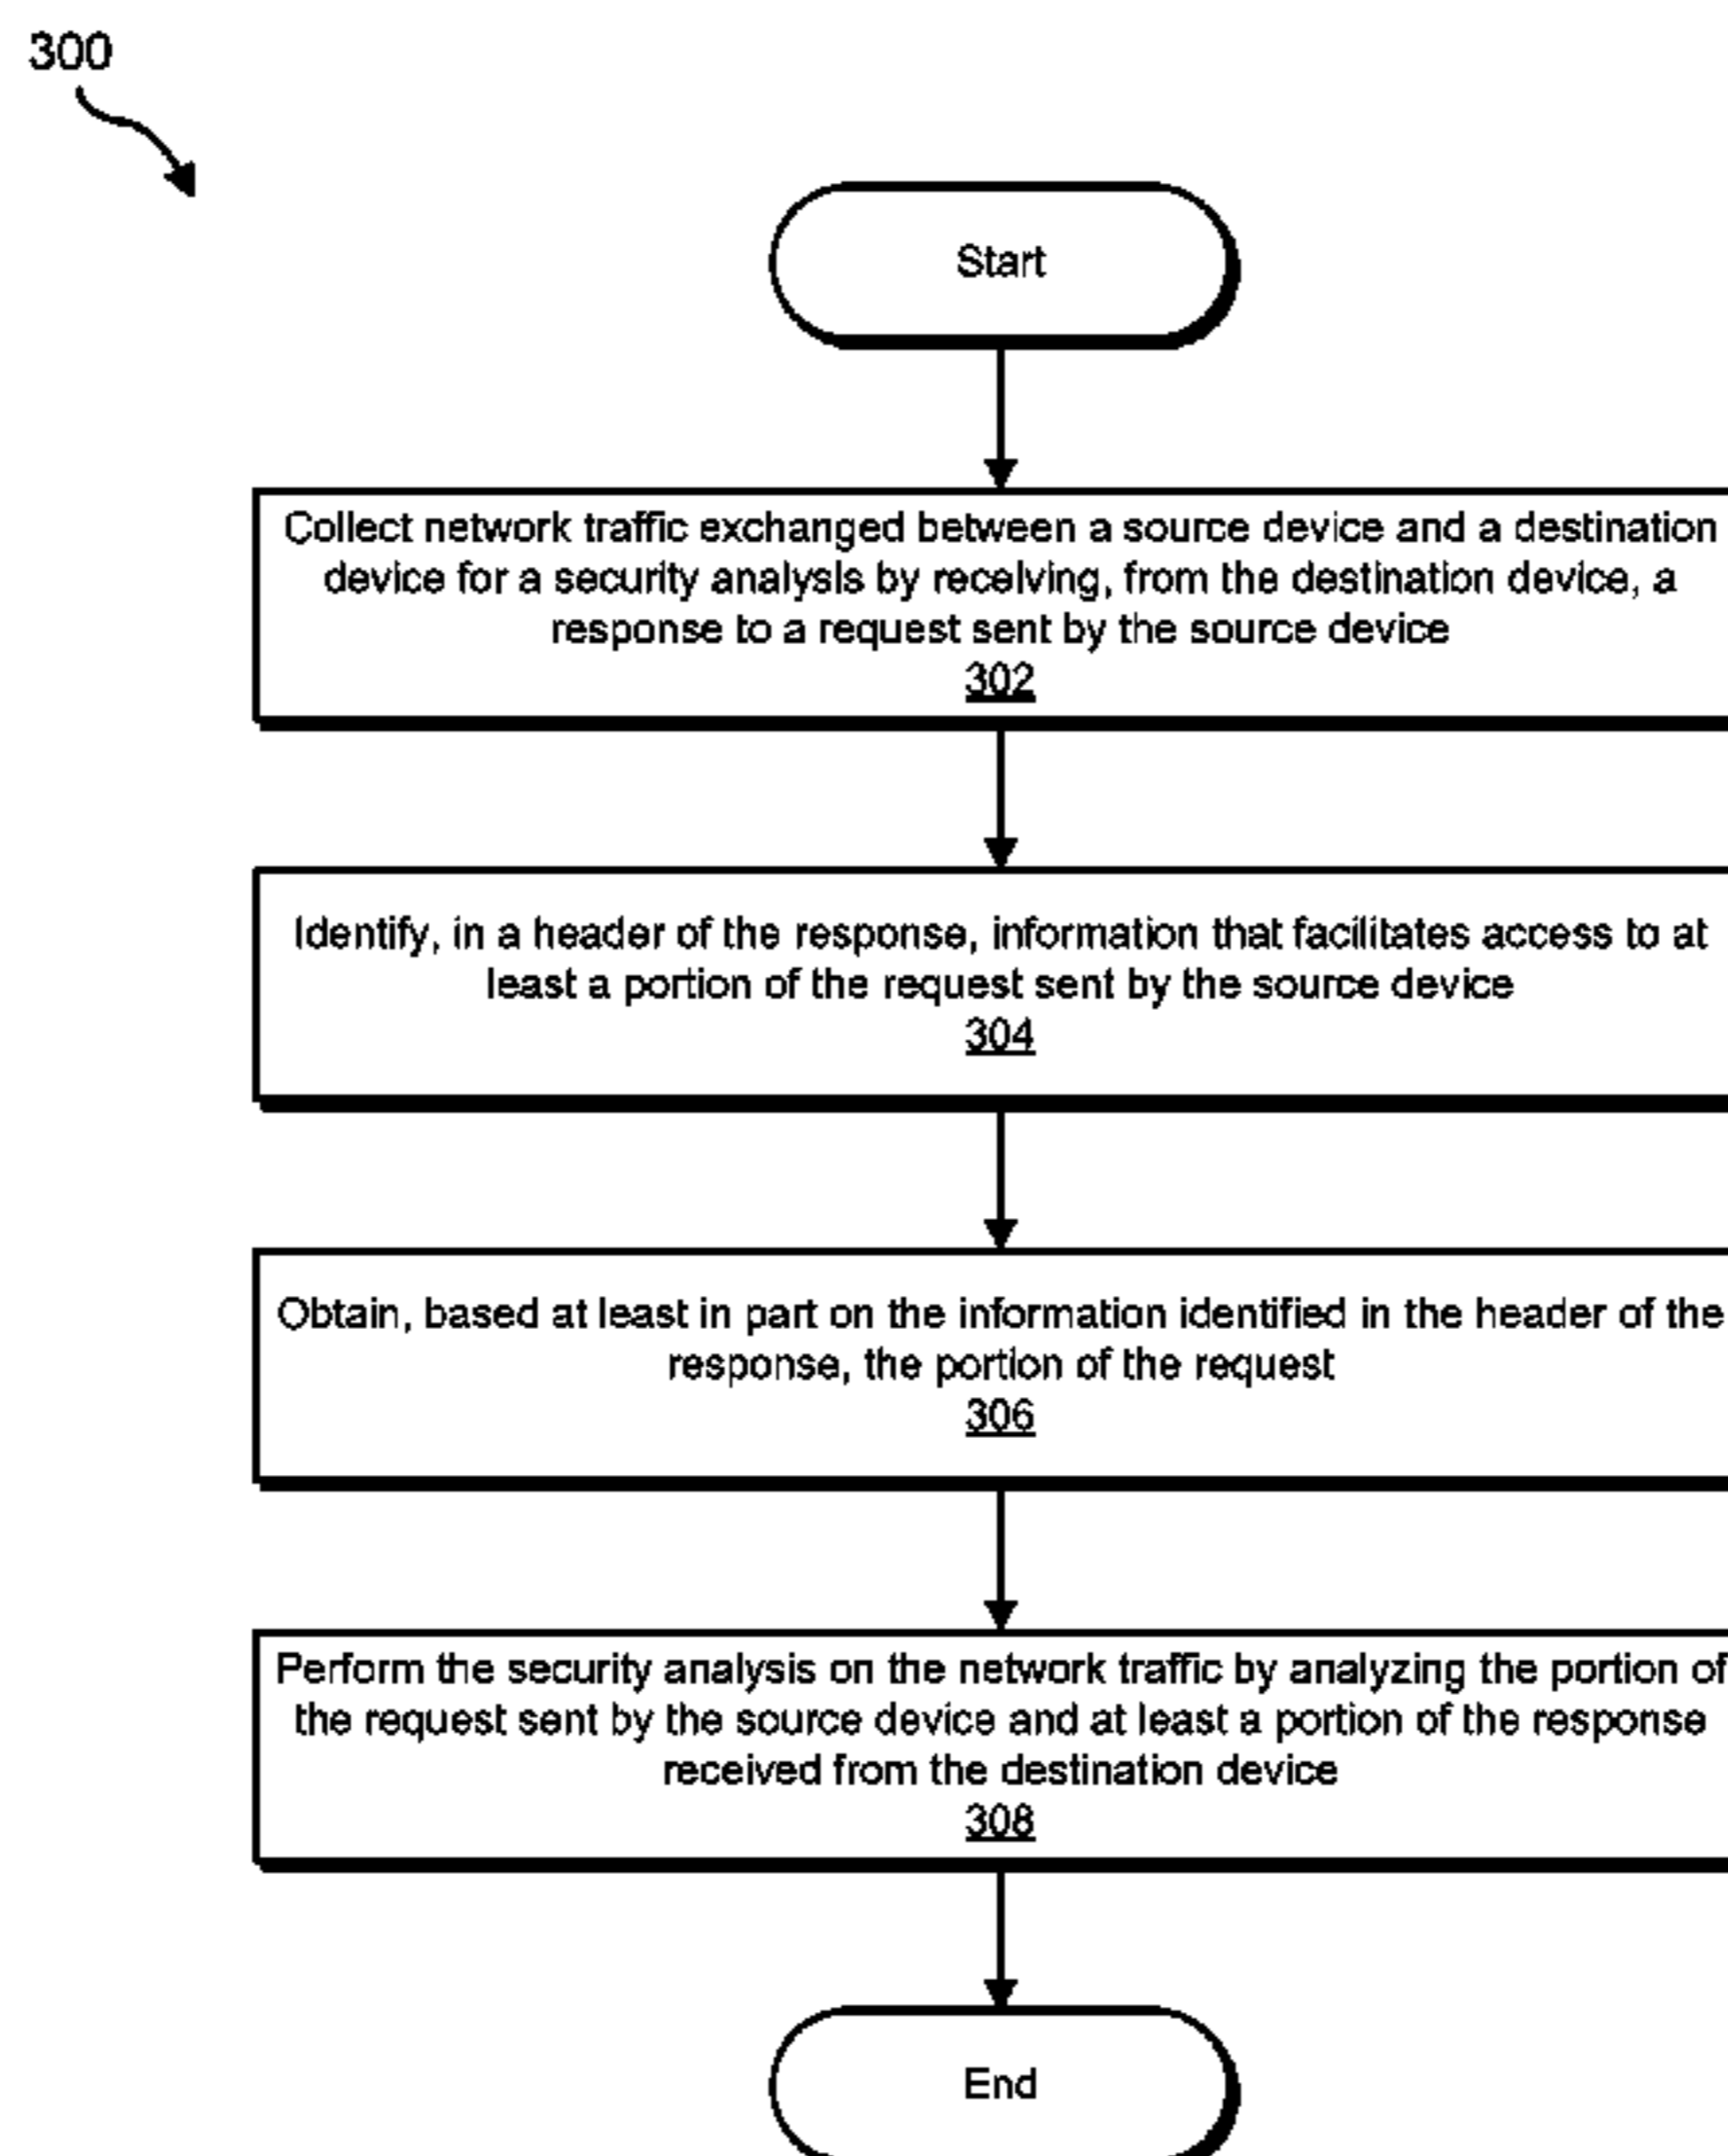 300
Start
Collect network traffic exchanged between a source device and a destination
device for a security analysis by receiving, from the destination device, a
response to a request sent by the source device
302
Identify, in a header of the response, information that facilitates access to at
least a portion of the request sent by the source device
304
Obtain, based at least in part on the information identified in the header of the
response, the portion of the request
306
Perform the security analysis on the network traffic by analyzing the portion of
the request sent by the source device and at least a portion of the response
received from the destination device
308
End